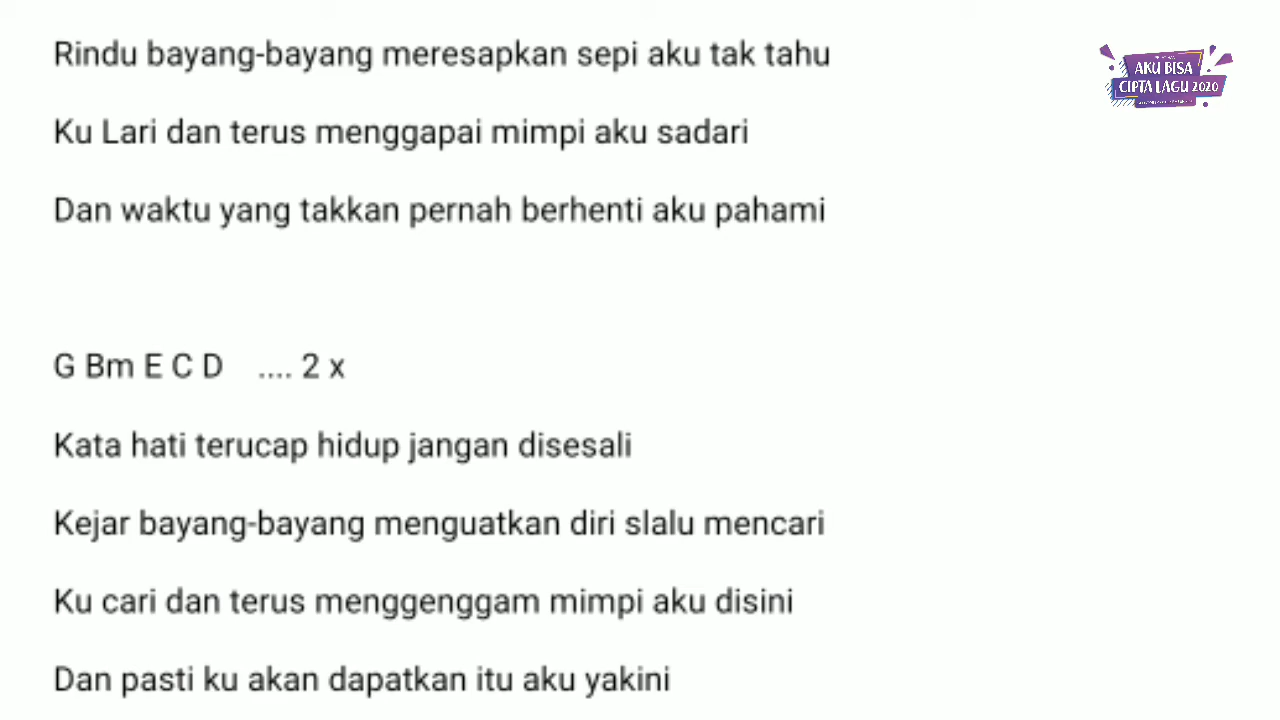 Rindu bayang-bayang meresapkan sepi aku tak tahu
AKU BISA
CIPTA LAGU 2020
Ku Lari dan terus menggapai mimpi aku sadari
Dan waktu yang takkan pernah berhenti aku pahami
G Bm E C D .... 2 x
Kata hati terucap hidup jangan disesali
Kejar bayang-bayang menguatkan diri slalu mencari
Ku cari dan terus menggenggam mimpi aku disini
Dan pasti ku akan dapatkan itu aku yakini